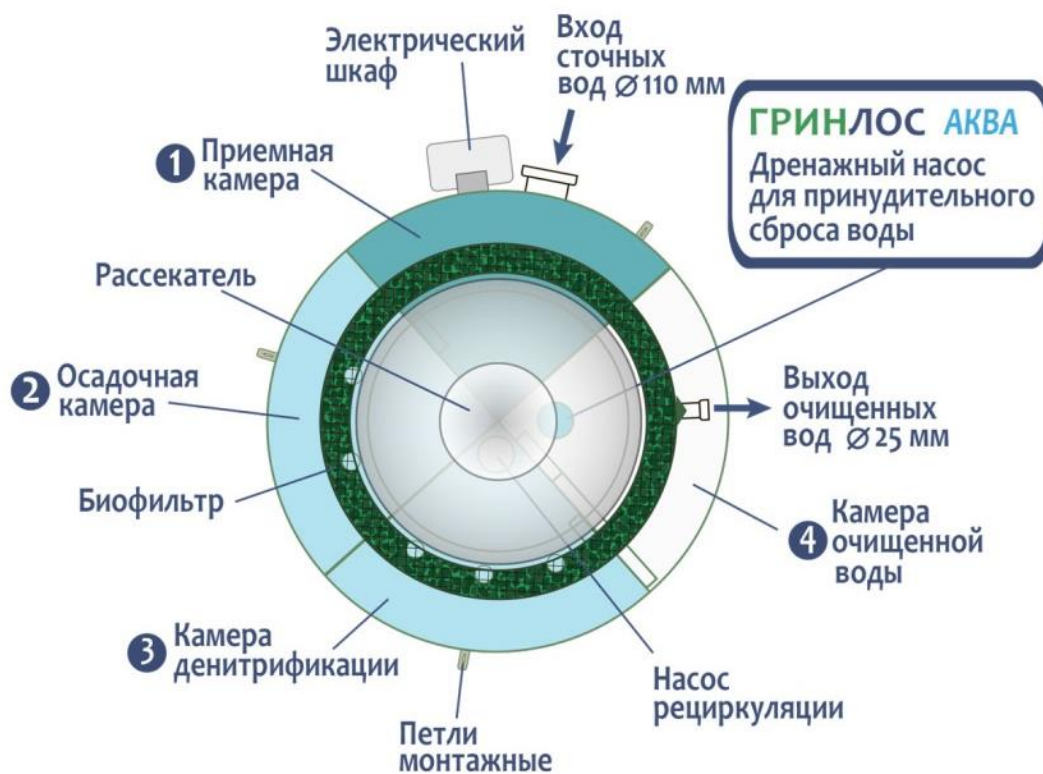 Электрический
шкаф
Вход
сточных
вод Ø 110 мм
ГРИНЛОС АКВА
Дренажный насос
для принудительного
сброса воды
1 Приемная
камера
Рассекатель
2 Осадочная
камера
Выход
очищенных
вод Ø 25 мм
Биофильтр
4 Камера
очищенной
воды
3 Камера
денитрификации
Насос
рециркуляции
Петли
монтажные